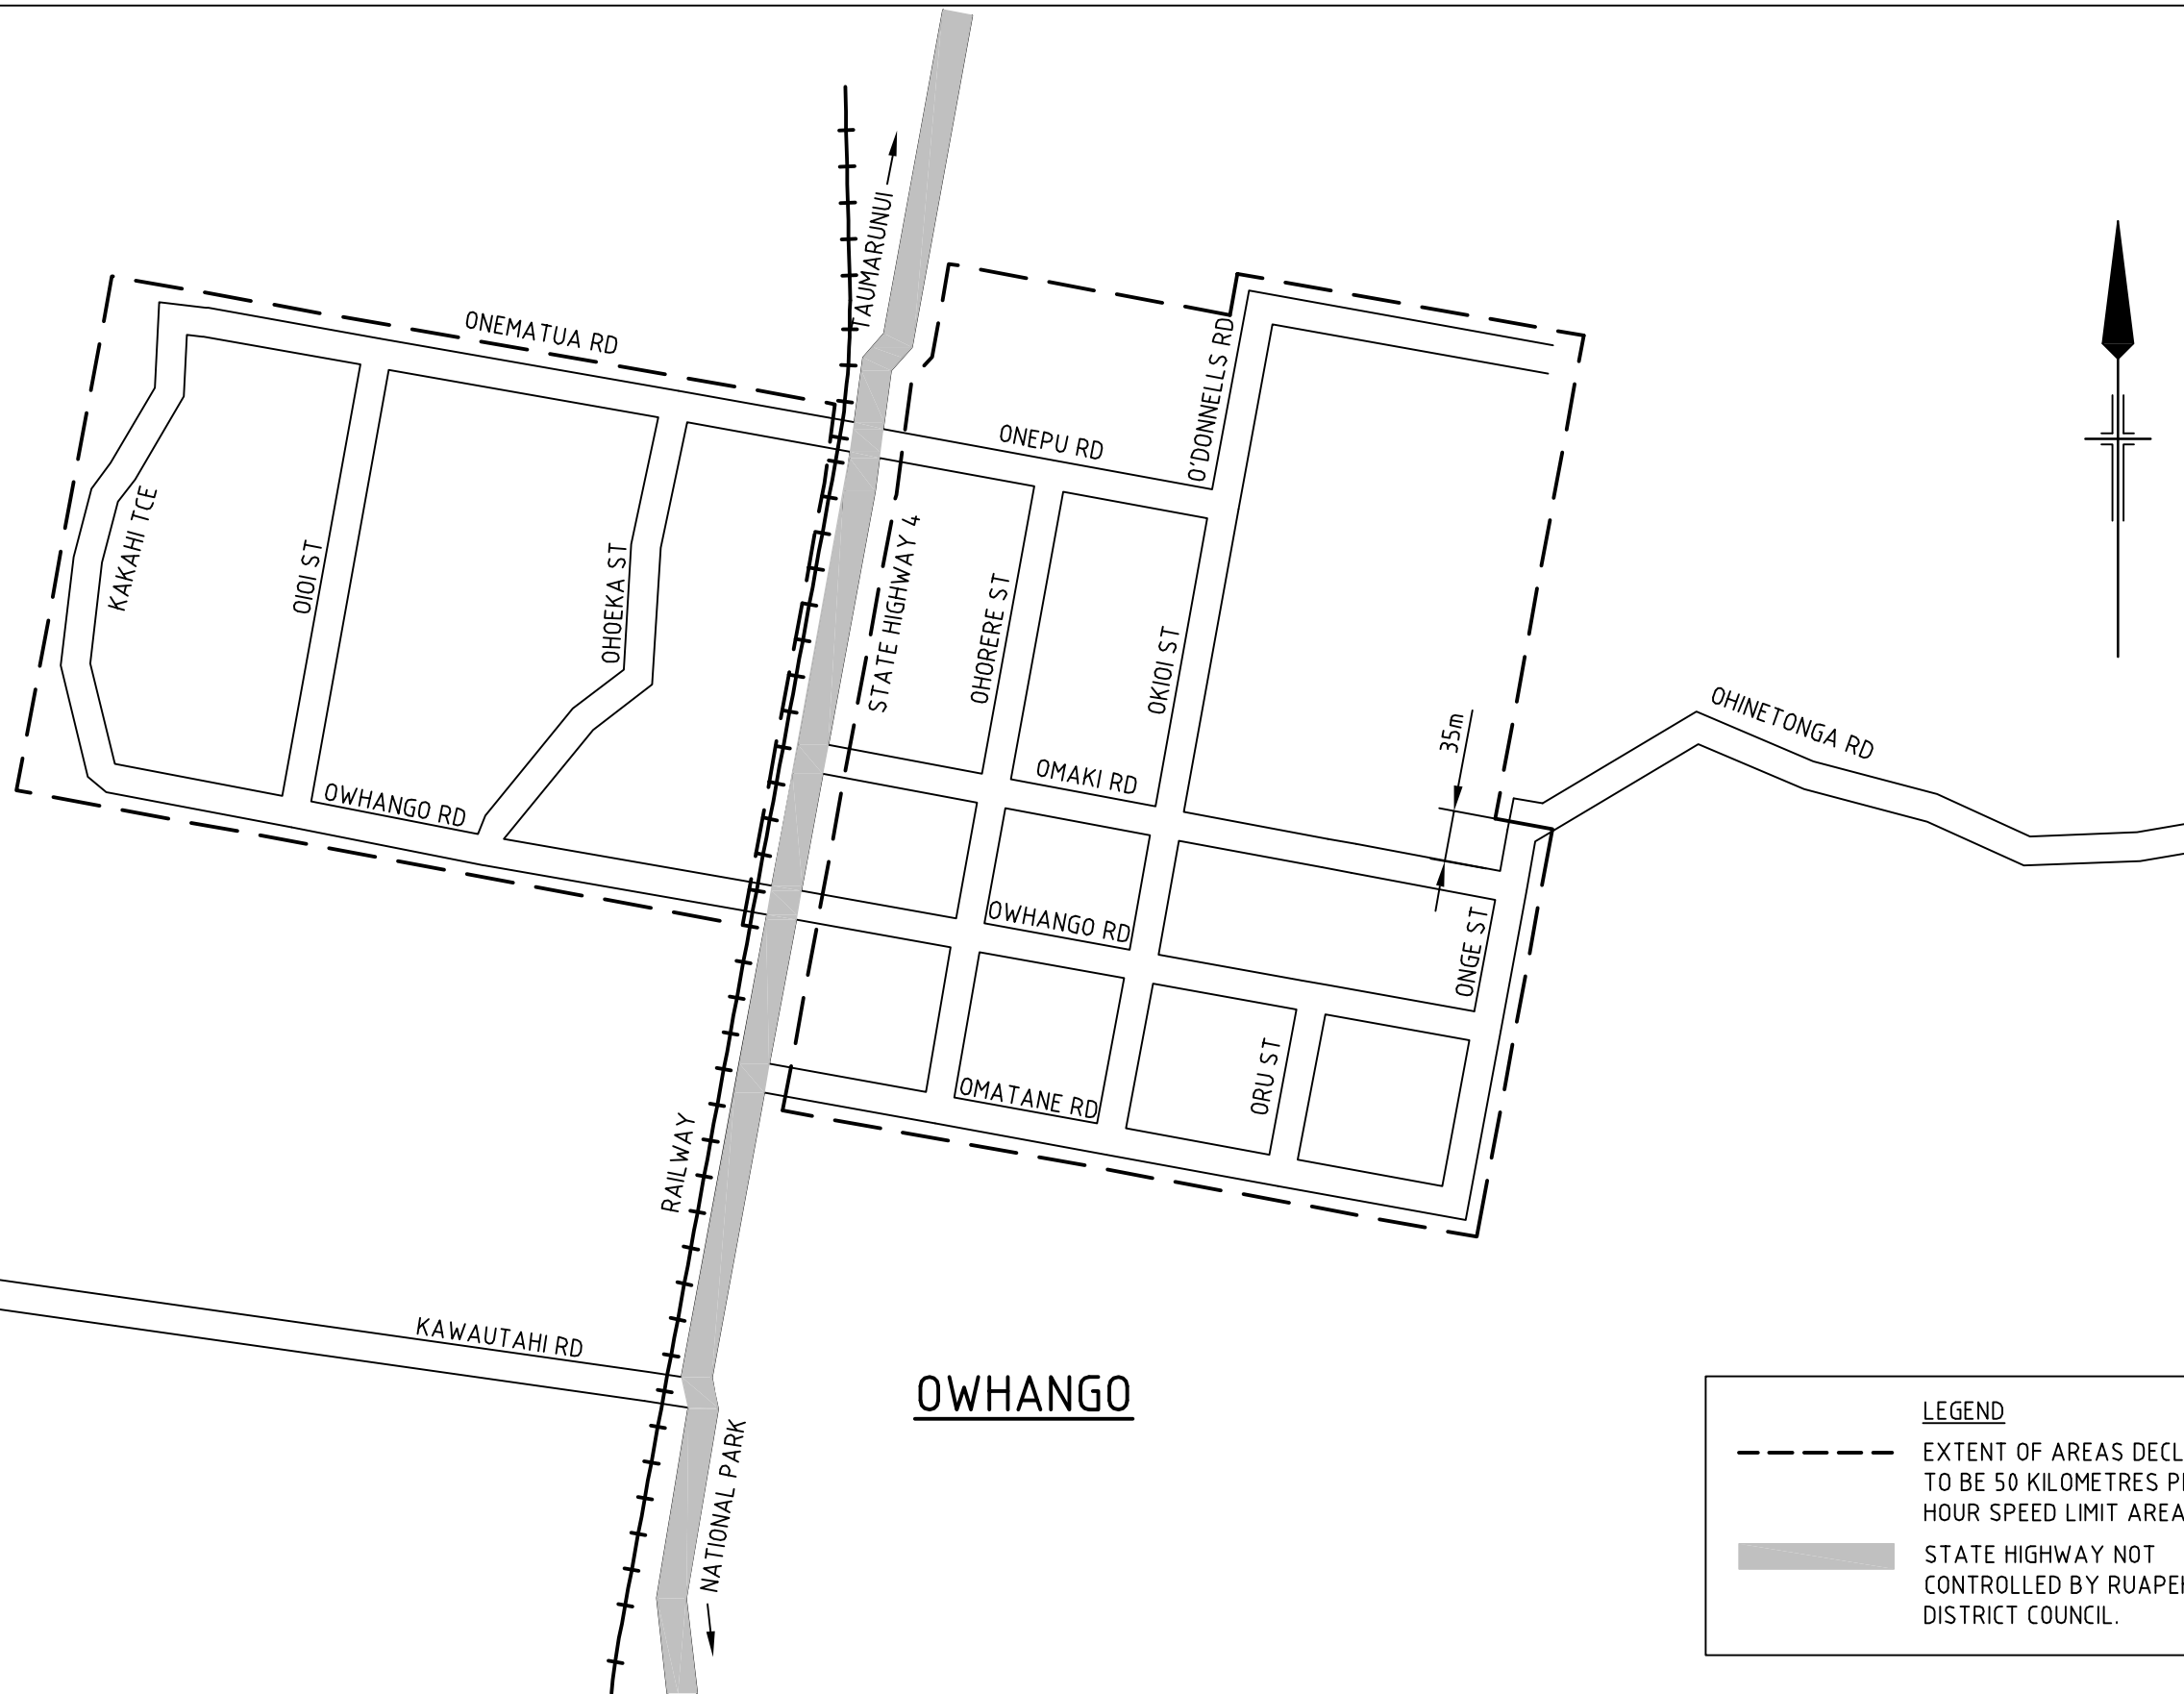 TAUMARUNUI
ONEMATUA RD
ONEPU RD
O'DONNELLS RD
KAKAHI TCE
OIOI ST
OHOEKA ST
STATE HIGHWAY 4
OHORERE ST
OKIOI ST
OHINETONGA RD
35m
OMAKI RD
OWHANGO RD
OWHANGO RD
ONGE ST
ORU ST
OMATANE RD
RAILWAY
KAWAUTAHI RD
OWHANGO
NATIONAL PARK
LEGEND
EXTENT OF AREAS DECL
TO BE 50 KILOMETRES P
HOUR SPEED LIMIT AREA
STATE HIGHWAY NOT
CONTROLLED BY RUAPE
DISTRICT COUNCIL.